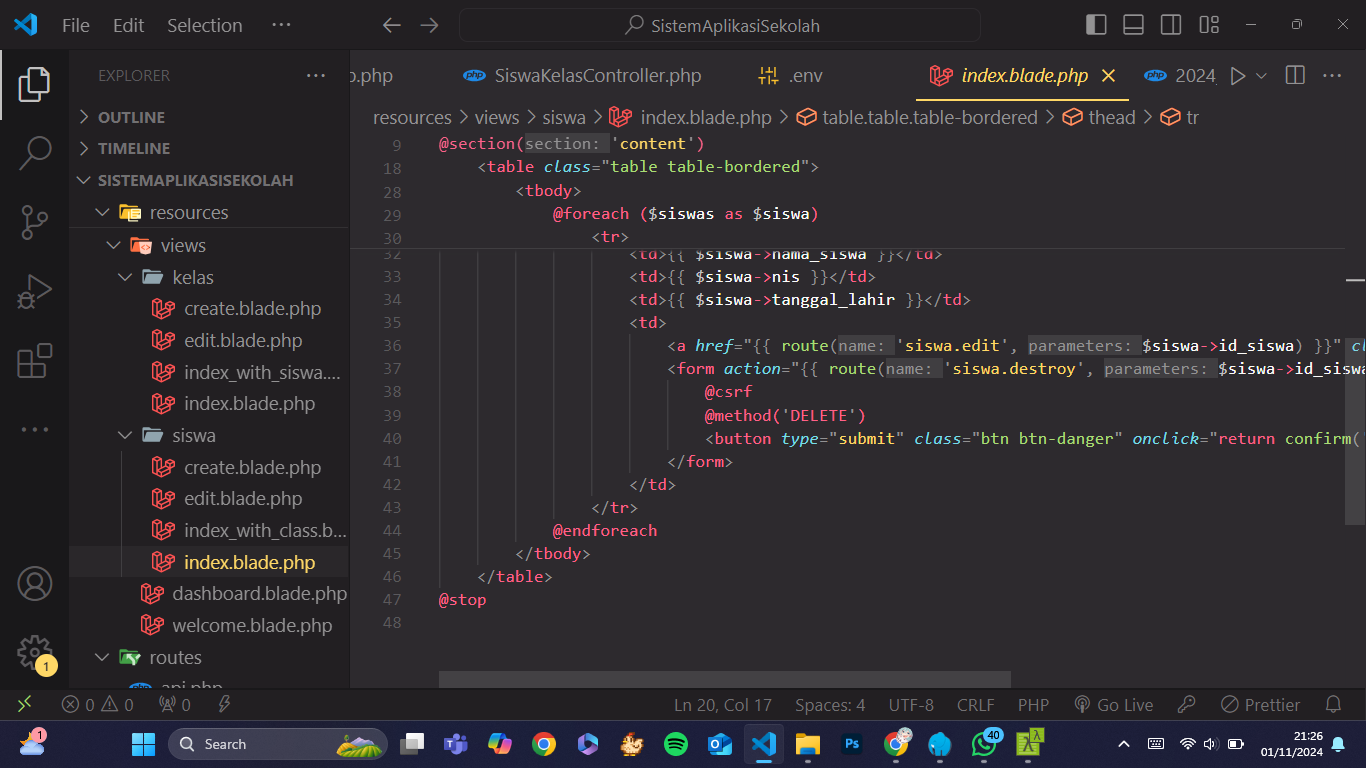 File Edit Selection ···
SistemAplikasiSekolah
EXPLORER ···
OUTLINE
TIMELINE
SISTEMAPLIKASISEKOLAH
resources
views
kelas
create.blade.php
edit.blade.php
index_with_siswa....
index.blade.php
siswa
create.blade.php
edit.blade.php
index_with_class.b...
index.blade.php
dashboard.blade.php
welcome.blade.php
routes
api.php
1
o.php
php SiswaKelasController.php
.env
index.blade.php
php 2024
resources > views > siswa > index.blade.php > table.table.table-bordered > thead > tr
9 @section(section: 'content')
18 <table class="table table-bordered">
28 <tbody>
29 @foreach ($siswas as $siswa)
30 <tr>
32 <td>{{ $siswa->nama_siswa }}</td>
33 <td>{{ $siswa->nis }}</td>
34 <td>{{ $siswa->tanggal_lahir }}</td>
35 <td>
36 <a href="{{ route(name: 'siswa.edit', parameters: $siswa->id_siswa) }}" cl
37 <form action="{{ route(name: 'siswa.destroy', parameters: $siswa->id_siswa
38 @csrf
39 @method('DELETE')
40 <button type="submit" class="btn btn-danger" onclick="return confirm('
41 </form>
42 </td>
43 </tr>
44 @endforeach
45 </tbody>
46 </table>
47 @stop
48
0 0 0 Ln 20, Col 17 Spaces: 4 UTF-8 CRLF PHP Go Live Prettier
1 Search Ps 40 21:26
01/11/2024